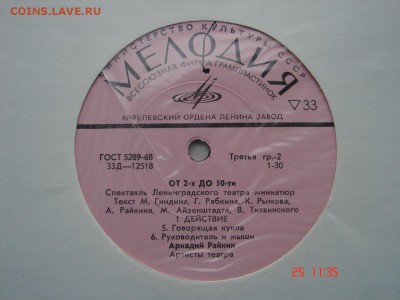 COINS.LAVE.RU
МИНИСТЕРСТВО КУЛЬТУРЫ СССР
МЕЛОДИЯ
ВСЕСОЮЗНАЯ ФИРМА ГРАМПЛАСТИНОК
▽33
АПРЕЛЕВСКИЙ ОРДЕНА ЛЕНИНА ЗАВОД
ГОСТ 5289-68 Третья гр.-2
33Д-12518 1-30
ОТ 2-х ДО 50-ти
Спектакль Ленинградского театра миниатюр
Текст М. Гиндина, Г. Рябкина, К. Рыжова,
А. Райкина, М. Айзенштадта, В. Тихвинского
1 ДЕЙСТВИЕ
5. Говорящая кукла
6. Руководитель и мыши
Аркадий Райкин
Артисты театра
25 11:35